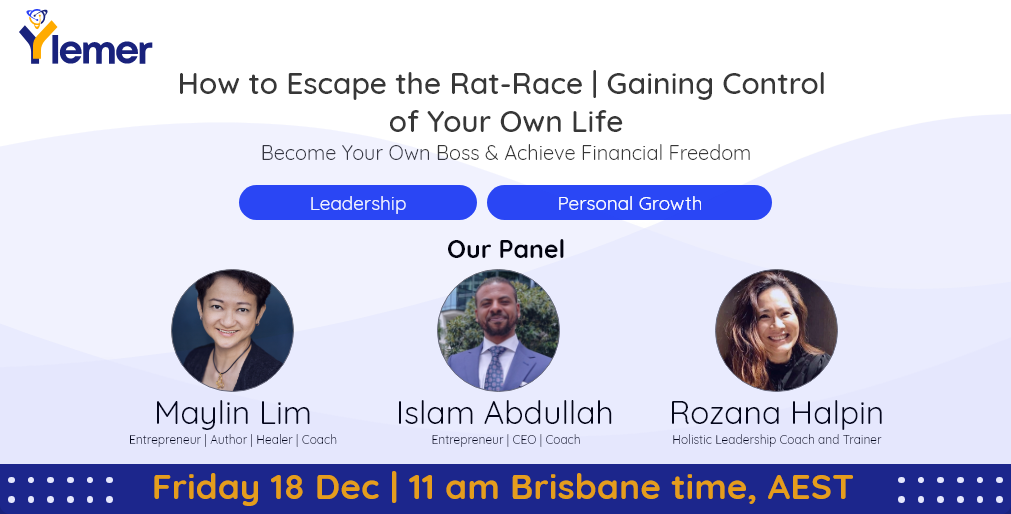 Ylemer
How to Escape the Rat-Race | Gaining Control
of Your Own Life
Become Your Own Boss & Achieve Financial Freedom
Leadership
Personal Growth
Our Panel
Maylin Lim
Entrepreneur | Author | Healer | Coach
Islam Abdullah
Entrepreneur | CEO | Coach
Rozana Halpin
Holistic Leadership Coach and Trainer
Friday 18 Dec | 11 am Brisbane time, AEST